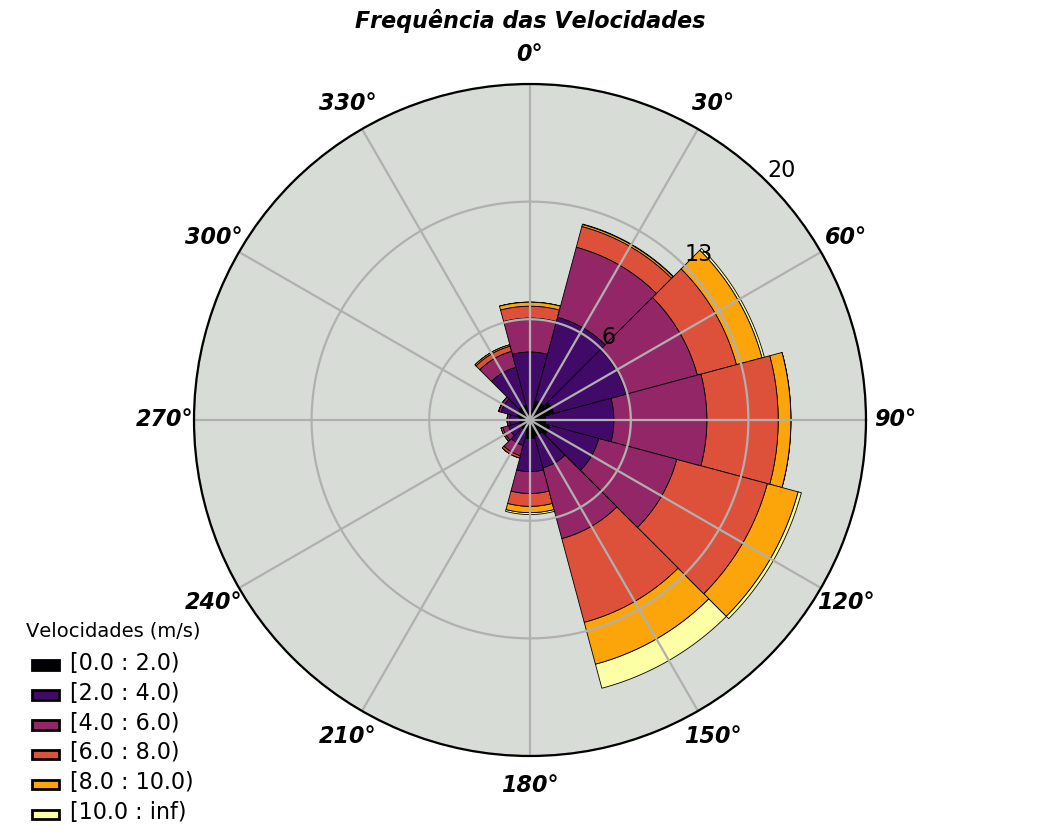 Frequência das Velocidades
0°
330°
30°
20
300°
60°
13
6
270°
90°
240°
120°
210°
150°
180°
Velocidades (m/s)
[0.0 : 2.0)
[2.0 : 4.0)
[4.0 : 6.0)
[6.0 : 8.0)
[8.0 : 10.0)
[10.0 : inf)